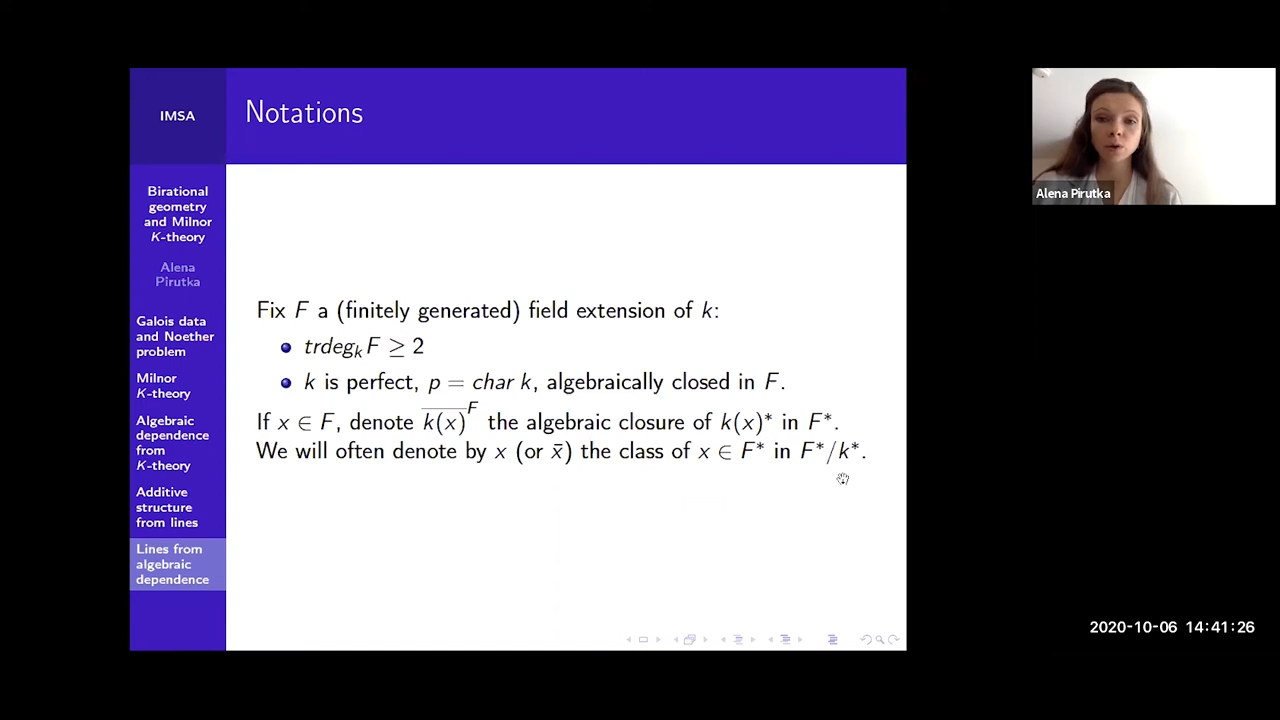 IMSA
Notations
Birational
geometry
and Milnor
K-theory
Alena
Pirutka
Galois data
and Noether
problem
Milnor
K-theory
Algebraic
dependence
from
K-theory
Additive
structure
from lines
Lines from
algebraic
dependence
Fix F a (finitely generated) field extension of k:
trdegₖF ≥ 2
k is perfect, p = char k, algebraically closed in F.
If x ∈ F, denote \overline{k(x)}^F the algebraic closure of k(x)* in F*.
We will often denote by x (or x̄) the class of x ∈ F* in F*/k*.
Alena Pirutka
2020-10-06 14:41:26